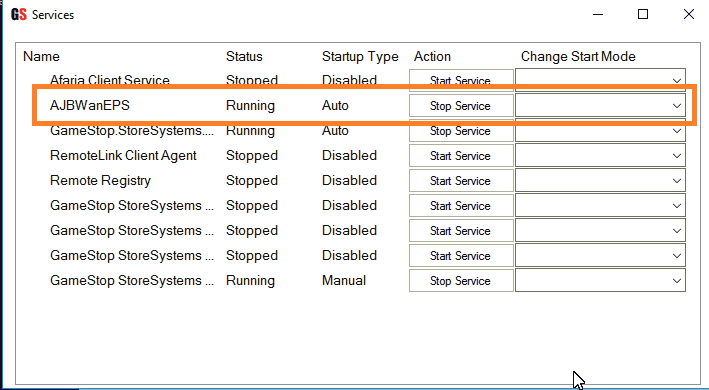 GS Services
Name Status Startup Type Action Change Start Mode
Afaria Client Service Stopped Disabled Start Service
AJBWanEPS Running Auto Stop Service
GameStop.StoreSystems.... Running Auto Stop Service
RemoteLink Client Agent Stopped Disabled Start Service
Remote Registry Stopped Disabled Start Service
GameStop StoreSystems ... Stopped Disabled Start Service
GameStop StoreSystems ... Stopped Disabled Start Service
GameStop StoreSystems ... Stopped Disabled Start Service
GameStop StoreSystems ... Running Manual Stop Service